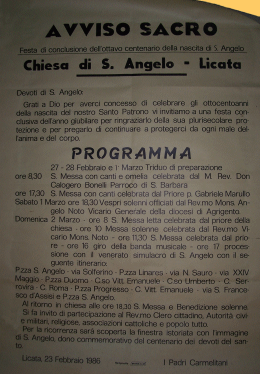 AVVISO SACRO
Festa di conclusione dell'ottavo centenario della nascita di S. Angelo
Chiesa di S. Angelo - Licata
Devoti di S. Angelo
Grati a Dio per averci concesso di celebrare gli ottocentoanni
della nascita del nostro Santo Patrono vi invitiamo a una festa con-
clusiva dell'anno giubilare per ringraziarlo della sua pluriseicolare pro-
tezione e per pregarlo di continuare a proteggerci da ogni male del-
l'anima e del corpo.
PROGRAMMA
27 - 28 Febbraio e 1 Marzo Triduo di preparazione
ore 8,30 S. Messa con canti e omelia celebrata dal M. Rev. Don
Calogero Bonelli Parroco di S. Barbara
ore 17,30 S. Messa con canti celebrata dal Priore p. Gabriele Marullo
Sabato 1 Marzo ore 18,30 Vespri solenni officiati dal Rev.mo Mons. An-
gelo Noto Vicario Generale della diocesi di Agrigento
Domenica 2 Marzo - ore 8 S. Messa letta celebrata dal priore della
chiesa - ore 10 Messa solenne celebrata dal Rev.mo Vi-
cario Mons. Noto - ore 11,30 S. Messa celebrata dal prio-
re - ore 16 giro della banda musicale - ore 17 proces-
sione con il venerato simulacro di S. Angelo con il se-
guente itinerario.
P.zza S. Angelo - via Solferino - P.zza Linares - via N. Sauro - via XXIV
Maggio - P.zza Duomo - C.so Vitt. Emanuele - C.so Umberto - C. Ser-
rovira - C. Roma - P.zza Progresso - C. Vitt. Emanuele - via S. France-
sco d'Assisi e P.zza S. Angelo.
Al ritorno in chiesa alle ore 18,30 S. Messa e Benedizione solenne
Si fa invito di partecipazione al Rev.mo Clero cittadino, Autorità civi-
li militari, religiose, associazioni cattoliche e popolo tutto.
Per la ricorrenza sarà scoperta la finestra istoriata con l'immagine
di S. Angelo, dono commemorativo del centenario dei devoti del san-
to.
Licata, 23 Febbraio 1986
I Padri Carmelitani